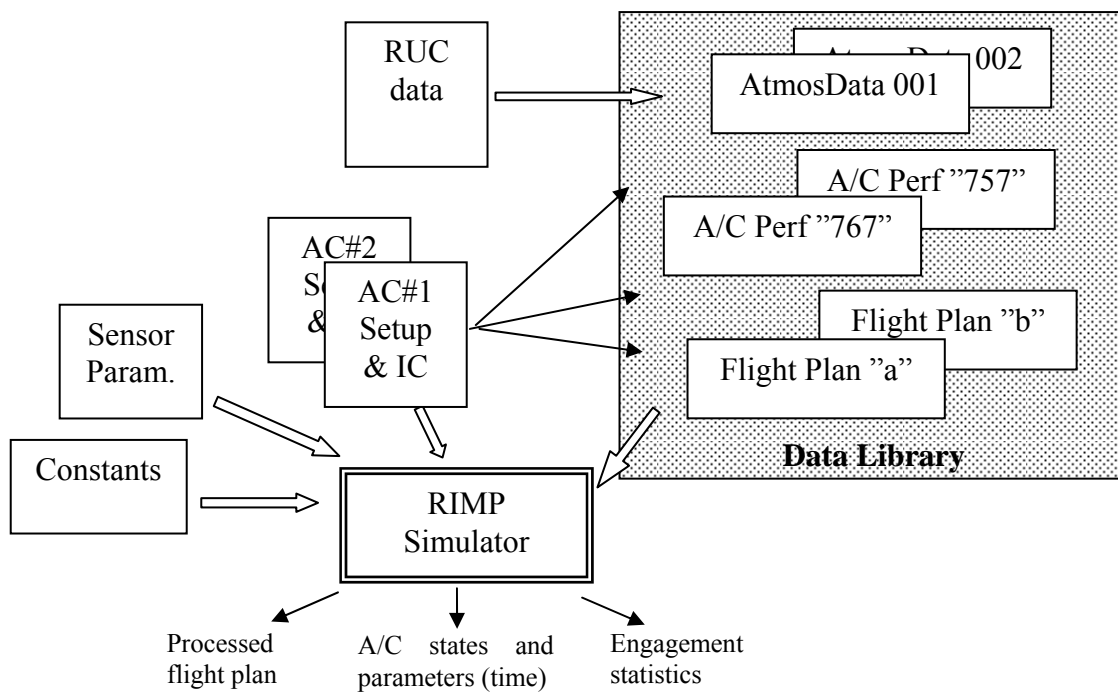 RUC
data
002
AtmosData 001
A/C Perf ”757”
A/C Perf ”767”
AC#2
AC#1
Setup
& IC
&
Sensor
Param.
Flight Plan ”b”
Flight Plan ”a”
Data Library
Constants
RIMP
Simulator
Processed
flight plan
A/C states and
parameters (time)
Engagement
statistics